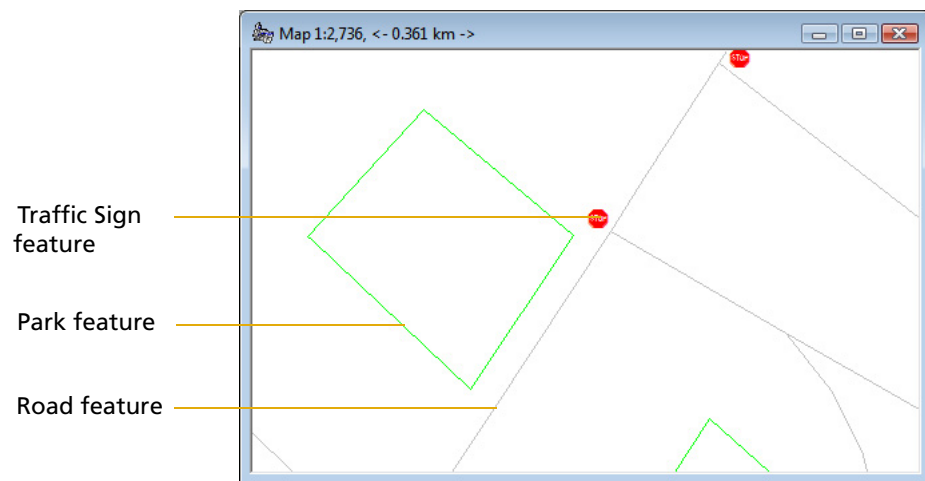 Map 1:2,736, <- 0.361 km ->
STOP
Traffic Sign
feature
STOP
Park feature
Road feature